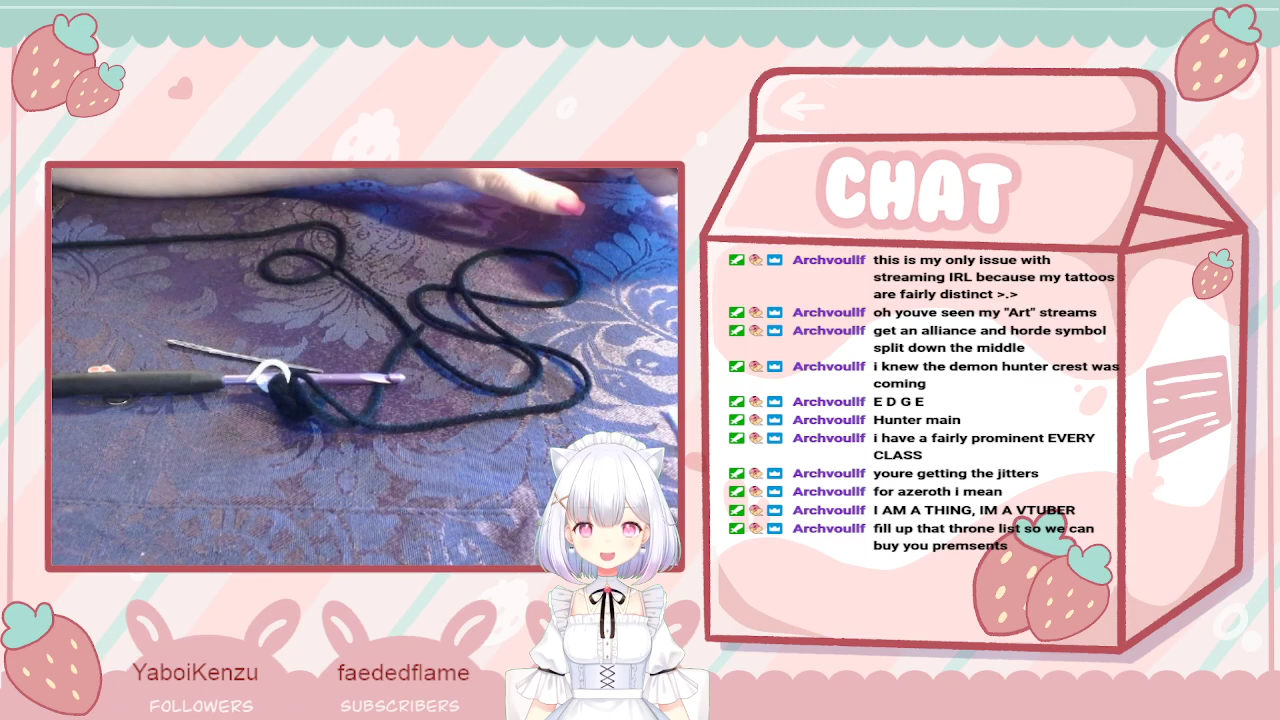 CHAT
Archvoullf this is my only issue with
streaming IRL because my tattoos
are fairly distinct >.>
Archvoullf oh youve seen my "Art" streams
Archvoullf get an alliance and horde symbol
split down the middle
Archvoullf i knew the demon hunter crest was
coming
Archvoullf E D G E
Archvoullf Hunter main
Archvoullf i have a fairly prominent EVERY
CLASS
Archvoullf youre getting the jitters
Archvoullf for azeroth i mean
Archvoullf I AM A THING, IM A VTUBER
Archvoullf fill up that throne list so we can
buy you premsents
YaboiKenzu faededflame
FOLLOWERS SUBSCRIBERS